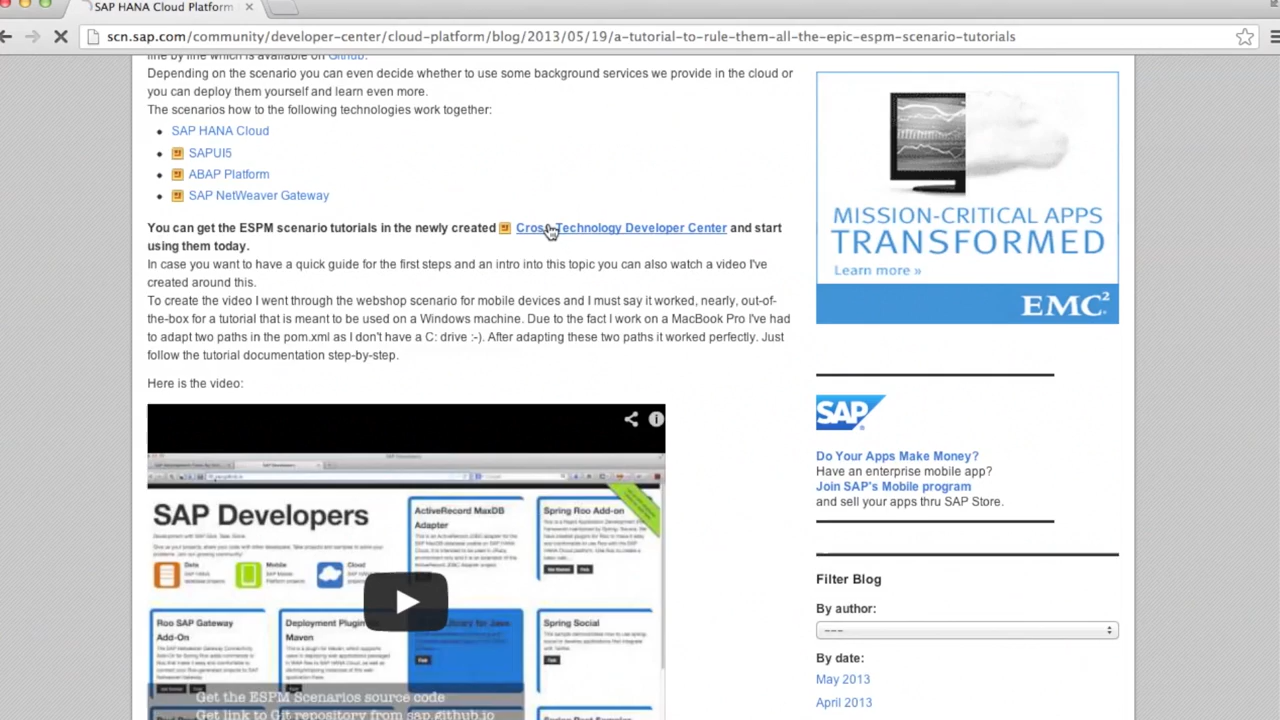 SAP HANA Cloud Platform
scn.sap.com/community/developer-center/cloud-platform/blog/2013/05/19/a-tutorial-to-rule-them-all-the-epic-espm-scenario-tutorials
line by line which is available on Github.
Depending on the scenario you can even decide whether to use some background services we provide in the cloud or
you can deploy them yourself and learn even more.
The scenarios how to the following technologies work together:
SAP HANA Cloud
SAPUI5
ABAP Platform
SAP NetWeaver Gateway
You can get the ESPM scenario tutorials in the newly created Cross Technology Developer Center and start
using them today.
In case you want to have a quick guide for the first steps and an intro into this topic you can also watch a video I've
created around this.
To create the video I went through the webshop scenario for mobile devices and I must say it worked, nearly, out-of-
the-box for a tutorial that is meant to be used on a Windows machine. Due to the fact I work on a MacBook Pro I've had
to adapt two paths in the pom.xml as I don't have a C: drive :-). After adapting these two paths it worked perfectly. Just
follow the tutorial documentation step-by-step.
Here is the video:
SAP Developers
ActiveRecord MaxDB
Adapter
Spring Roo Add-on
Data
Mobile
Cloud
Roo SAP Gateway
Add-On
Deployment Plugin
Maven
Library for Java
Spring Social
Get the ESPM Scenarios source code
Get link to Git repository from sap.github.io
MISSION-CRITICAL APPS
TRANSFORMED
Learn more »
EMC²
SAP
Do Your Apps Make Money?
Have an enterprise mobile app?
Join SAP's Mobile program
and sell your apps thru SAP Store.
Filter Blog
By author:
---
By date:
May 2013
April 2013